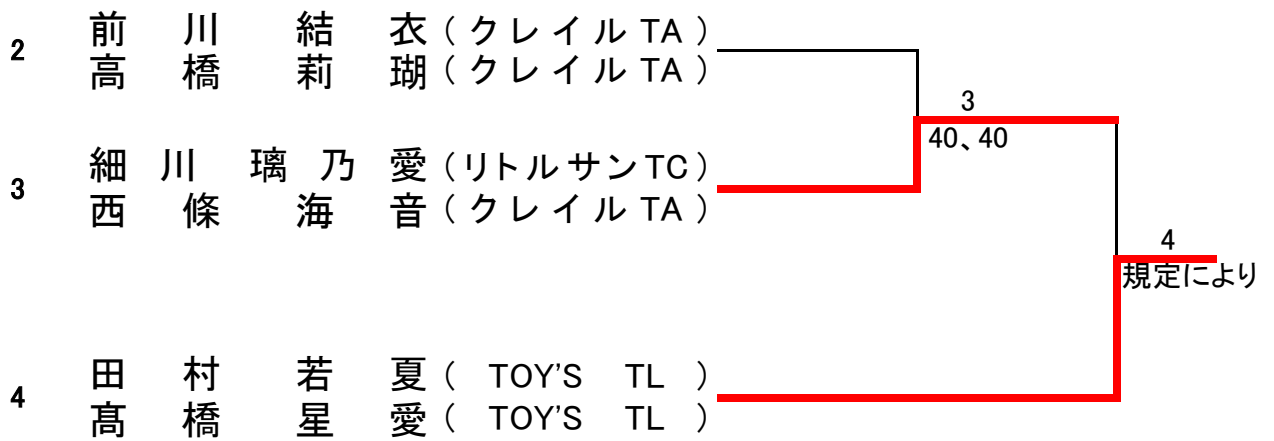 2
前川結衣(クレイルTA)
高橋莉瑚(クレイルTA)
3
40、40
3
細川璃乃愛(リトルサンTC)
西條海音(クレイルTA)
4
規定により
4
田村若夏( TOY'S TL )
髙橋星愛( TOY'S TL )